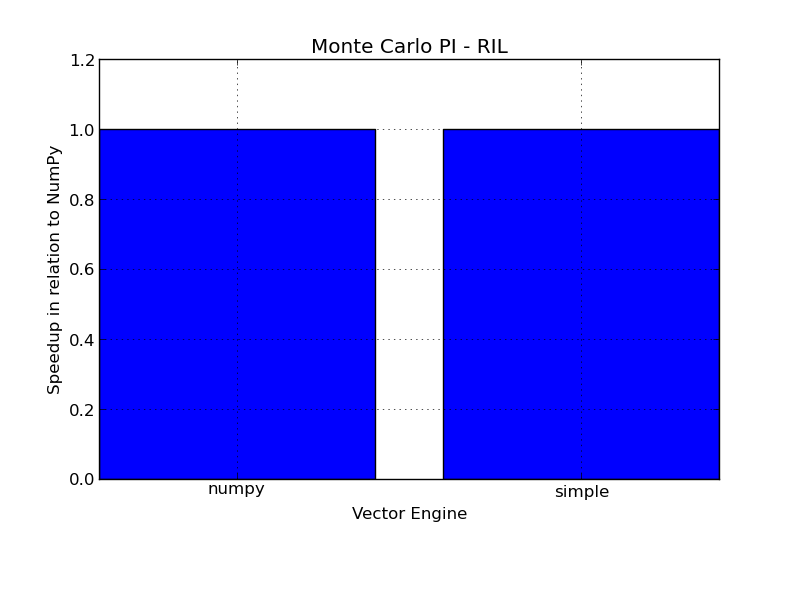 Monte Carlo PI - RIL
1.2
1.0
0.8
0.6
0.4
0.2
0.0
Speedup in relation to NumPy
numpy
simple
Vector Engine